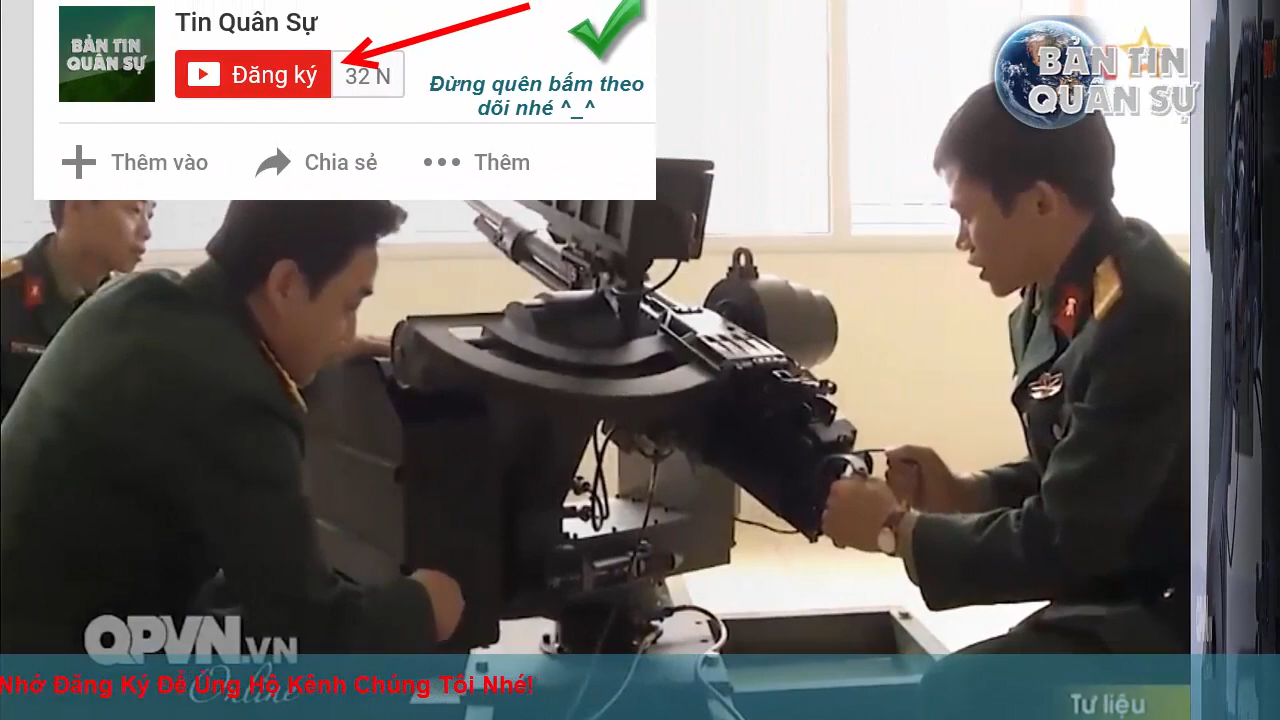 Tin Quân Sự
BẢN TIN
QUÂN SỰ
Đăng ký
32 N
Đừng quên bấm theo
dõi nhé ^_^
Thêm vào
Chia sẻ
Thêm
BẢN TIN
QUÂN SỰ
QPVN.VN
Online
Nhớ Đăng Ký Để Ủng Hộ Kênh Chúng Tôi Nhé!
Tư liệu